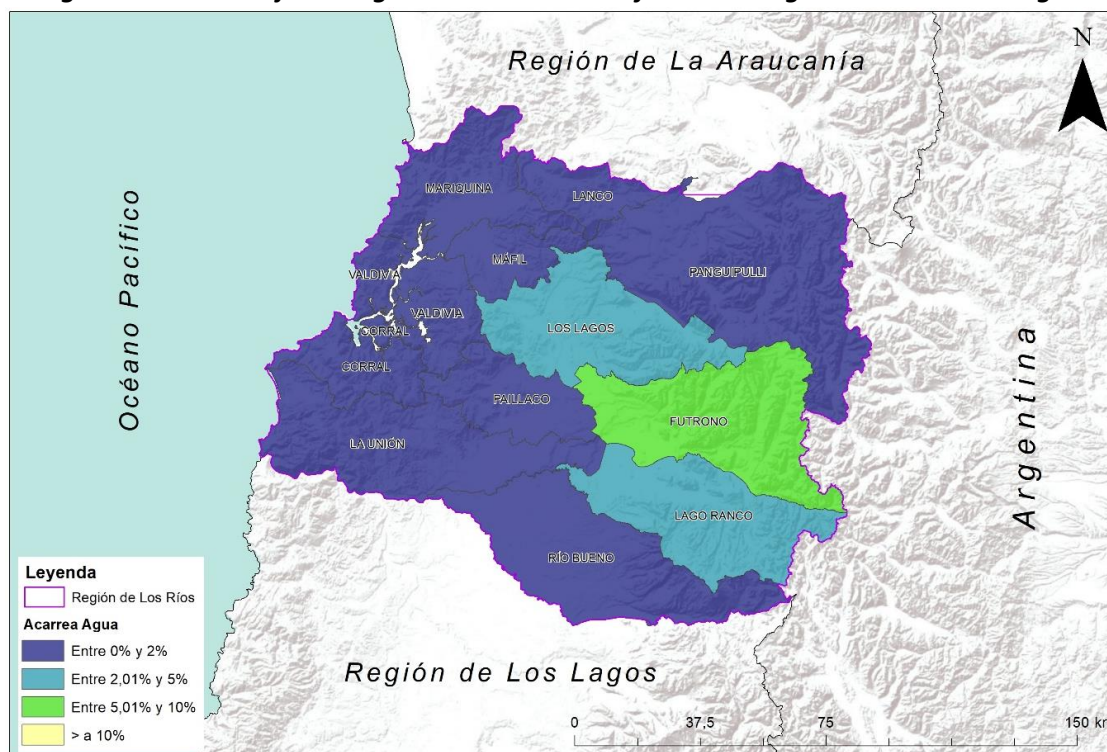 Región de La Araucanía
N
MARIQUINA
LANCO
Océano Pacífico
VALDIVIA
MÁFIL
PANGUIPULLI
VALDIVIA
LOS LAGOS
CORRAL
CORRAL
Argentina
PAILLACO
FUTRONO
LA UNIÓN
LAGO RANCO
RÍO BUENO
Leyenda
Región de Los Ríos
Acarrea Agua
Entre 0% y 2%
Entre 2,01% y 5%
Entre 5,01% y 10%
> a 10%
Región de Los Lagos
0 37,5 75 150 km